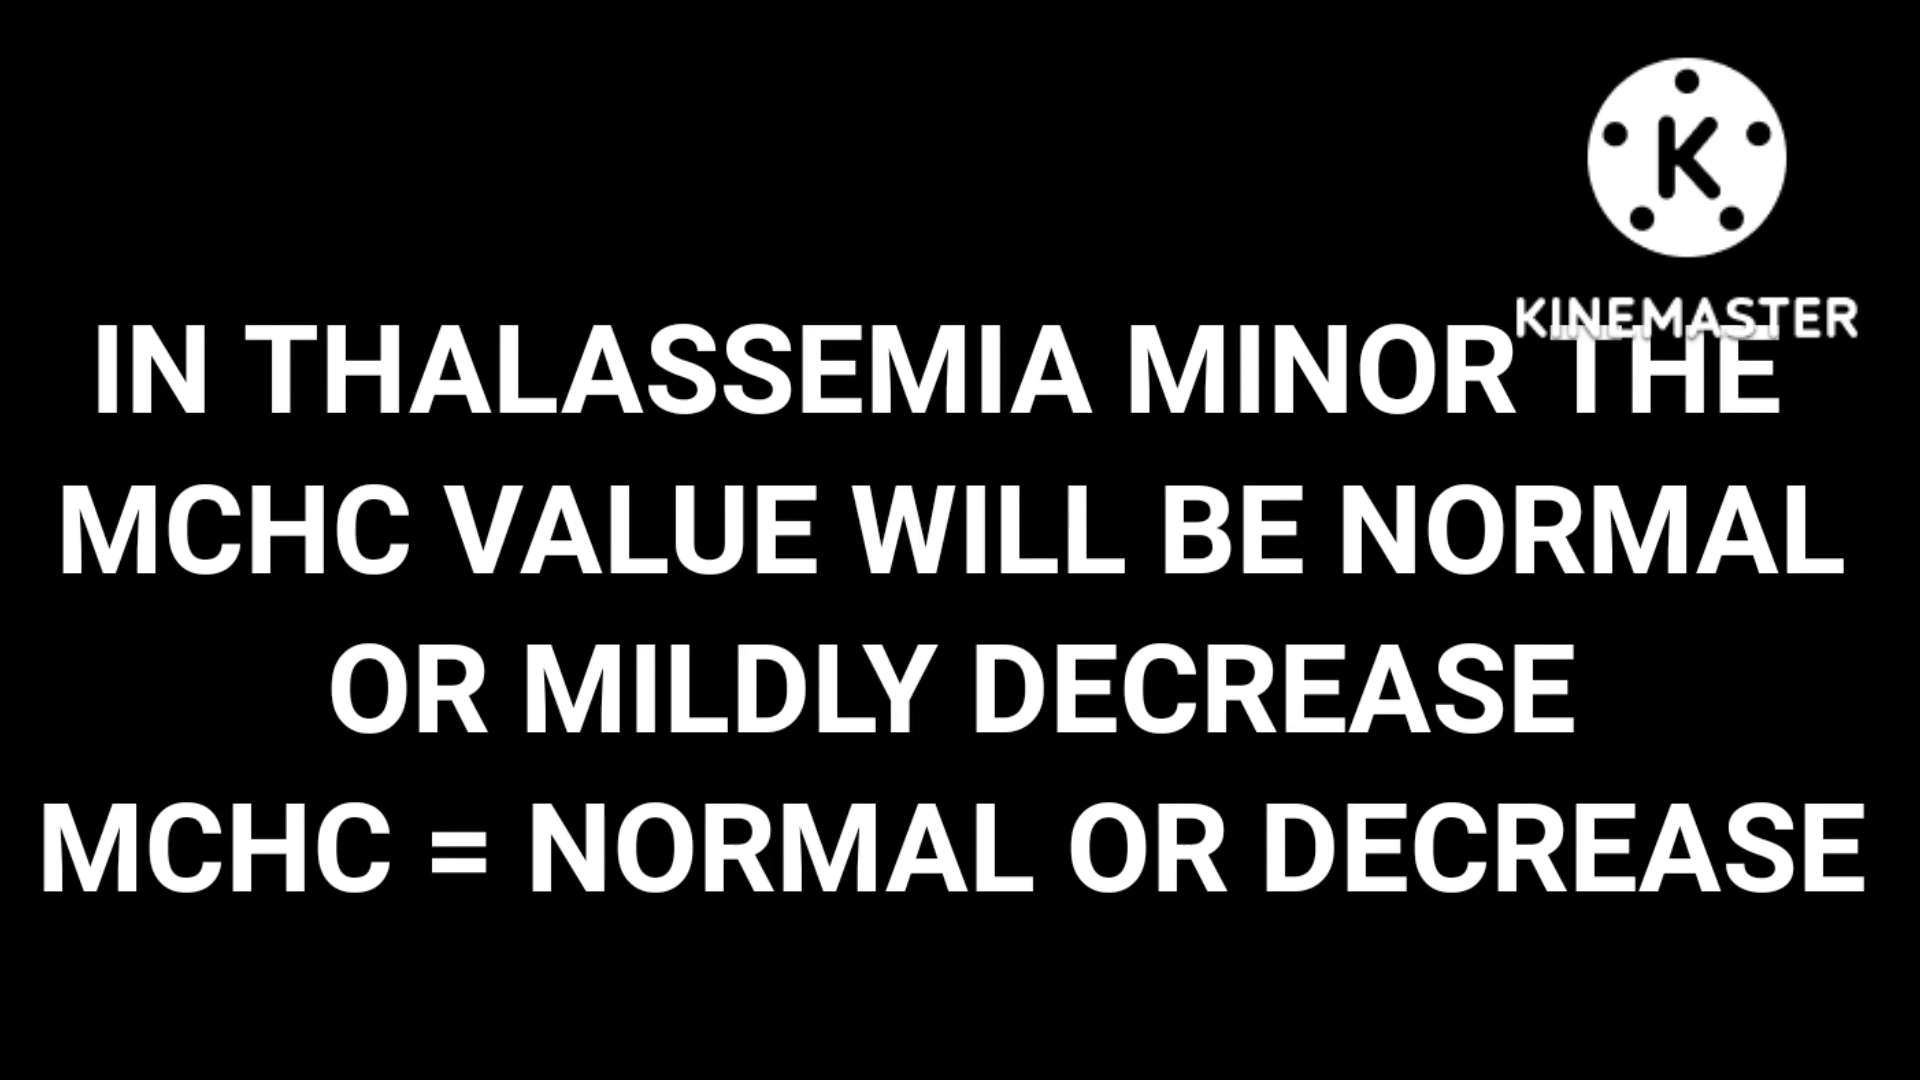 K
KINEMASTER
IN THALASSEMIA MINOR THE
MCHC VALUE WILL BE NORMAL
OR MILDLY DECREASE
MCHC = NORMAL OR DECREASE